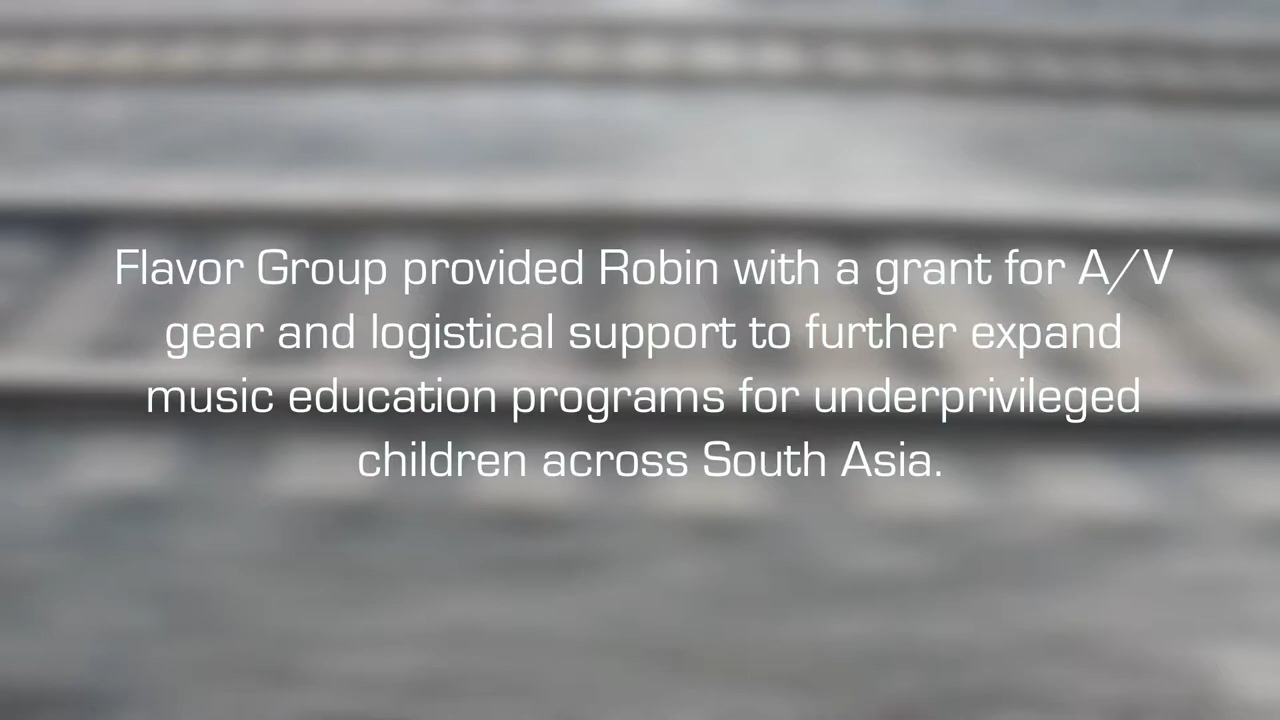 Flavor Group provided Robin with a grant for A/V
gear and logistical support to further expand
music education programs for underprivileged
children across South Asia.